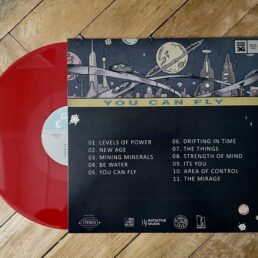 YOU CAN FLY
01. LEVELS OF POWER
02. NEW AGE
03. MINING MINERALS
04. BE WATER
05. YOU CAN FLY
06. DRIFTING IN TIME
07. THE THINGS
08. STRENGTH OF MIND
09. ITS YOU
10. AREA OF CONTROL
11. THE MIRAGE
STEREO
INITIATIVE
MUSIK